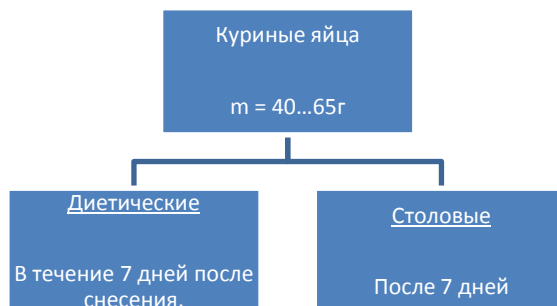 Куриные яйца
m = 40...65г
Диетические
В течение 7 дней после
снесения.
Столовые
После 7 дней